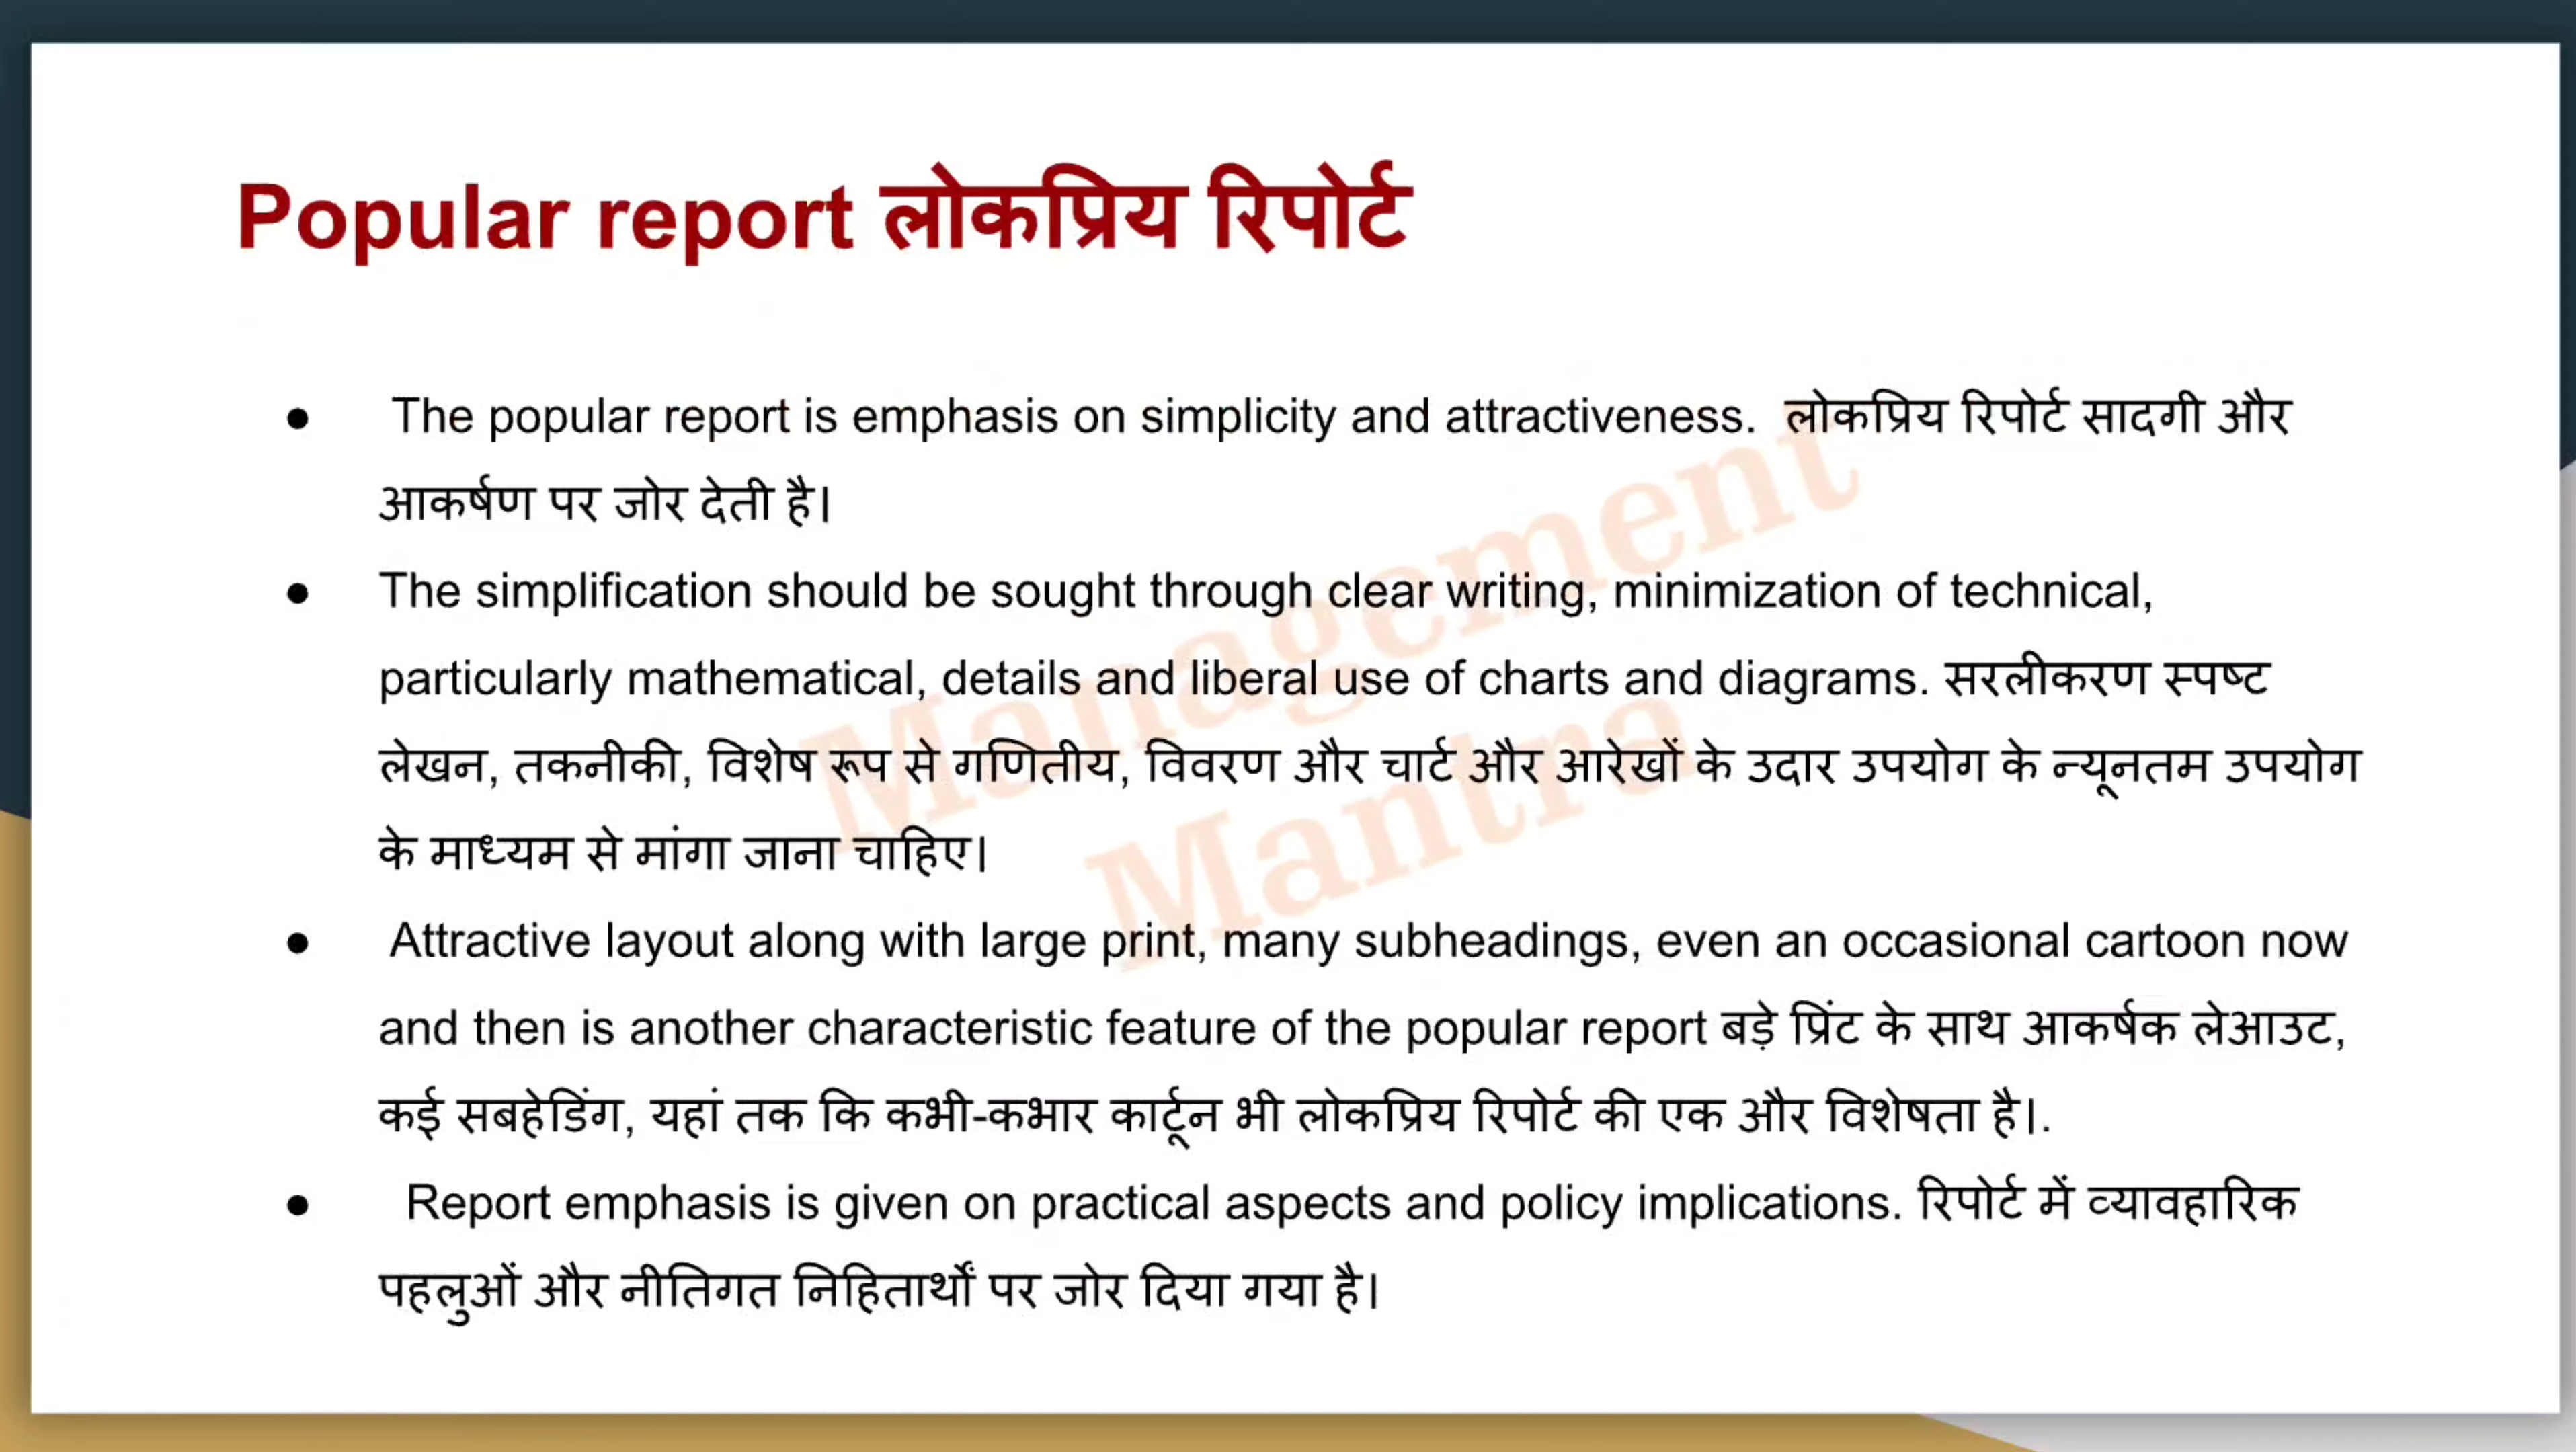 Popular report लोकप्रिय रिपोर्ट
● The popular report is emphasis on simplicity and attractiveness. लोकप्रिय रिपोर्ट सादगी और
आकर्षण पर जोर देती है।
● The simplification should be sought through clear writing, minimization of technical,
particularly mathematical, details and liberal use of charts and diagrams. सरलीकरण स्पष्ट
लेखन, तकनीकी, विशेष रूप से गणितीय, विवरण और चार्ट और आरेखों के उदार उपयोग के न्यूनतम उपयोग
के माध्यम से मांगा जाना चाहिए।
● Attractive layout along with large print, many subheadings, even an occasional cartoon now
and then is another characteristic feature of the popular report बड़े प्रिंट के साथ आकर्षक लेआउट,
कई सबहेडिंग, यहां तक कि कभी-कभार कार्टून भी लोकप्रिय रिपोर्ट की एक और विशेषता है।.
● Report emphasis is given on practical aspects and policy implications. रिपोर्ट में व्यावहारिक
पहलुओं और नीतिगत निहितार्थों पर जोर दिया गया है।
Management
Mantra